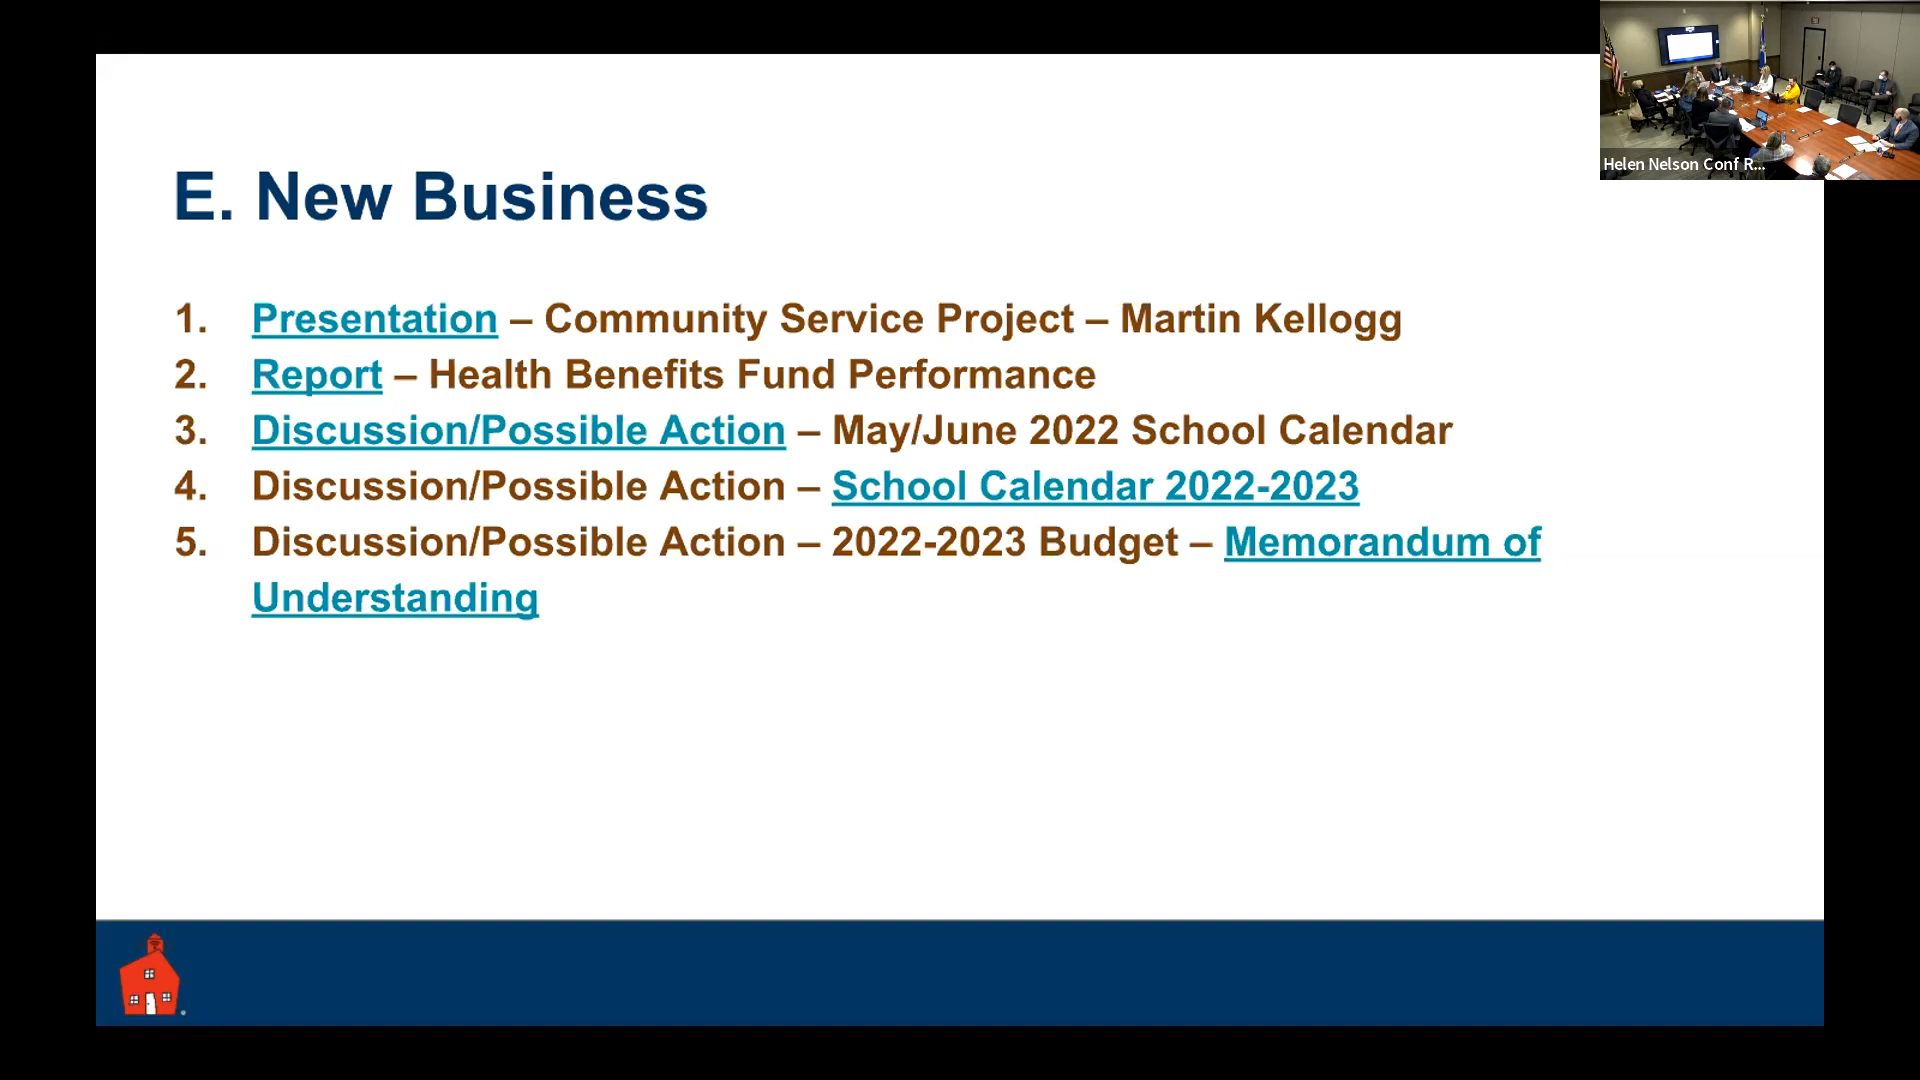 Helen Nelson Conf R...
E. New Business
1. Presentation – Community Service Project – Martin Kellogg
2. Report – Health Benefits Fund Performance
3. Discussion/Possible Action – May/June 2022 School Calendar
4. Discussion/Possible Action – School Calendar 2022-2023
5. Discussion/Possible Action – 2022-2023 Budget – Memorandum of
Understanding